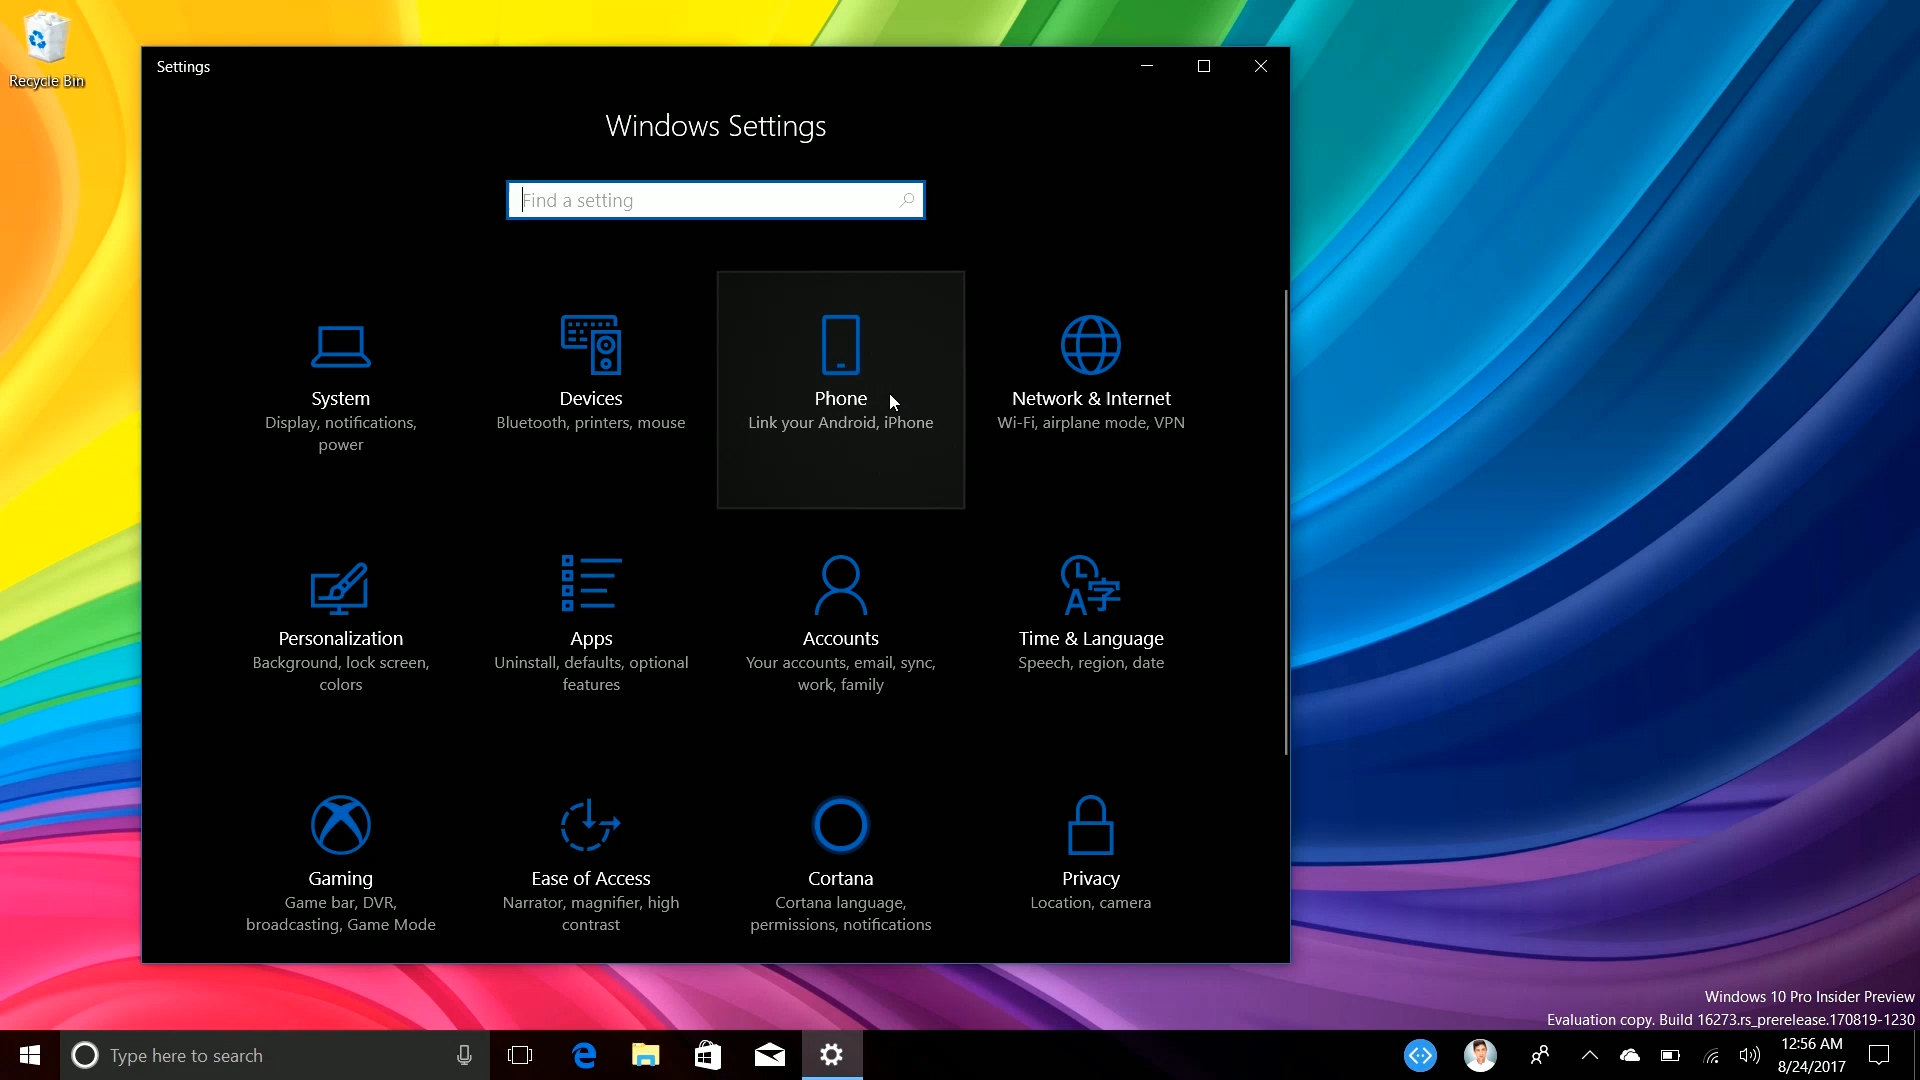 Recycle Bin
Settings
Windows Settings
Find a setting
System
Display, notifications,
power
Devices
Bluetooth, printers, mouse
Phone
Link your Android, iPhone
Network & Internet
Wi-Fi, airplane mode, VPN
Personalization
Background, lock screen,
colors
Apps
Uninstall, defaults, optional
features
Accounts
Your accounts, email, sync,
work, family
Time & Language
Speech, region, date
Gaming
Game bar, DVR,
broadcasting, Game Mode
Ease of Access
Narrator, magnifier, high
contrast
Cortana
Cortana language,
permissions, notifications
Privacy
Location, camera
Windows 10 Pro Insider Preview
Evaluation copy. Build 16273.rs_prerelease.170819-1230
Type here to search
12:56 AM
8/24/2017